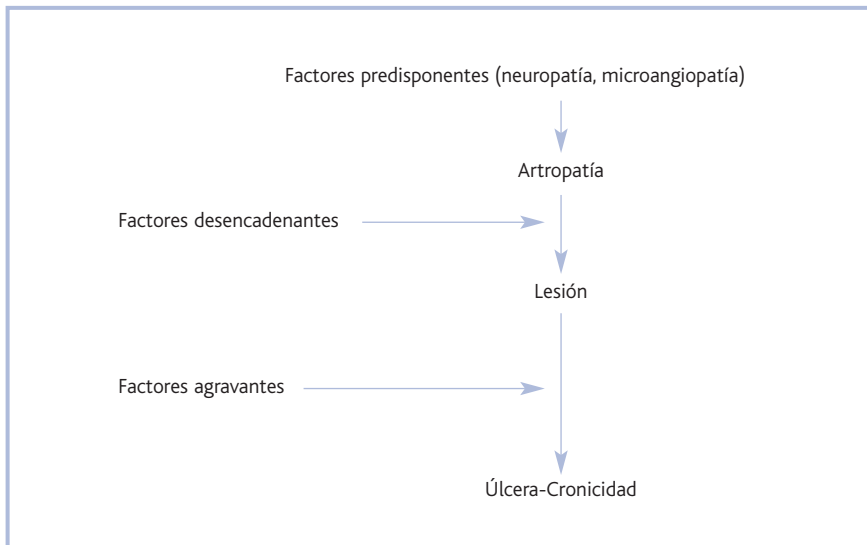 Factores predisponentes (neuropatía, microangiopatía)
Artropatía
Factores desencadenantes
Lesión
Factores agravantes
Úlcera-Cronicidad